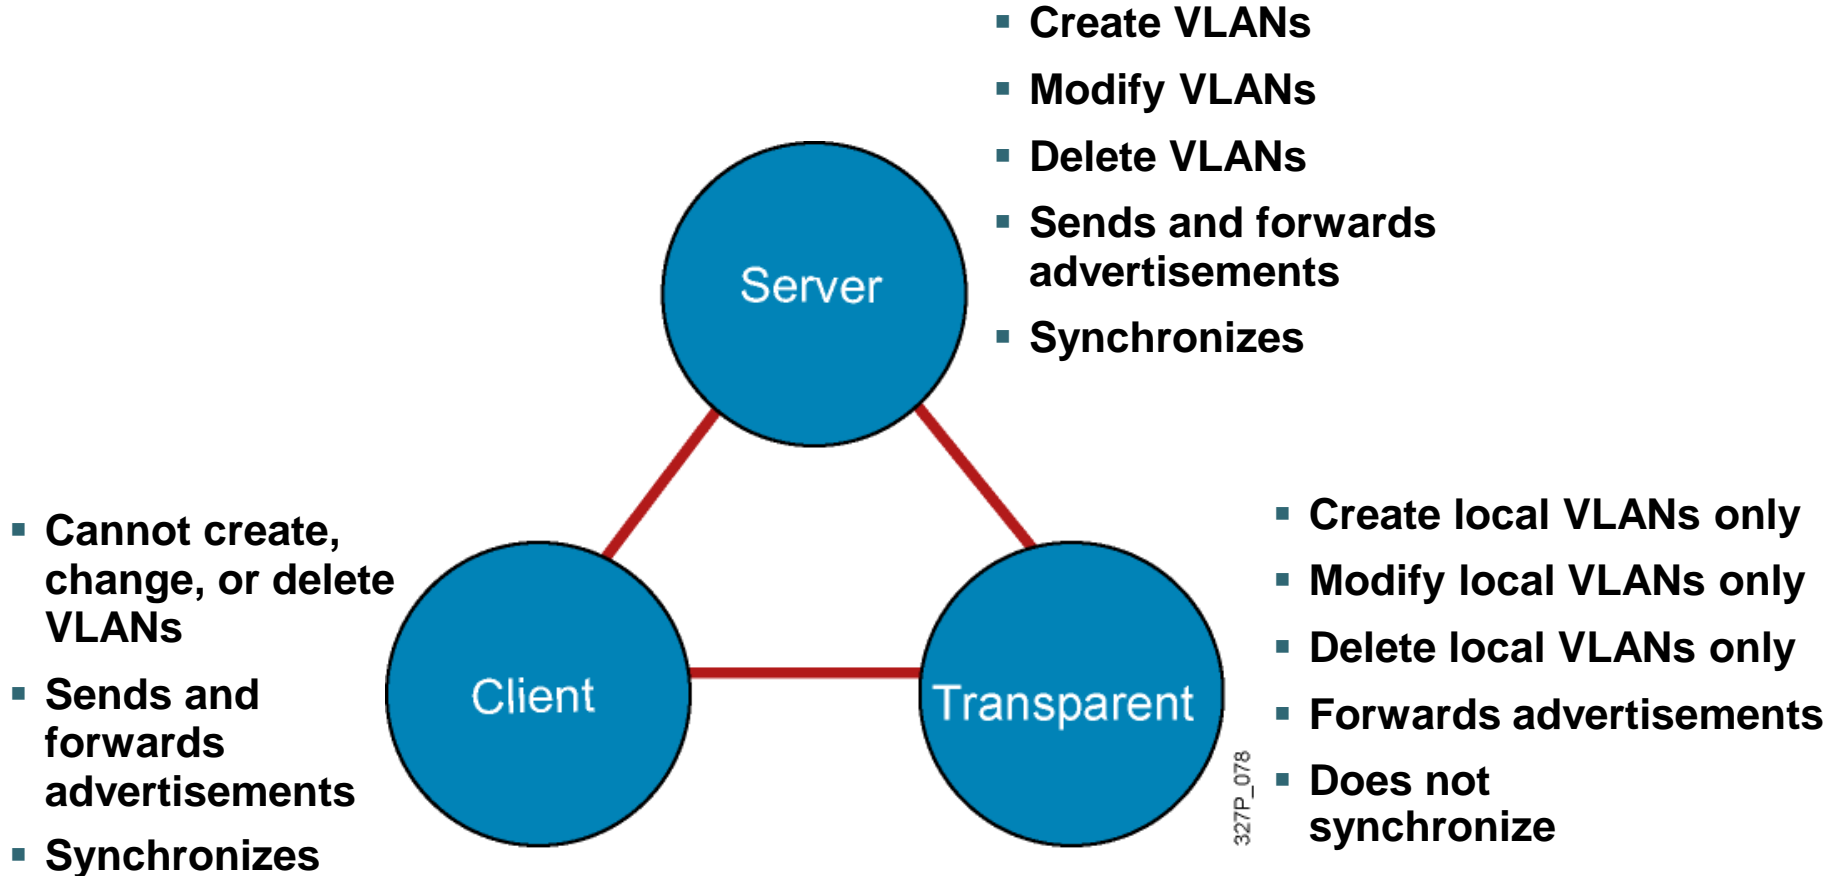 Create VLANs
Modify VLANs
Delete VLANs
Sends and forwards
advertisements
Synchronizes
Server
Cannot create,
change, or delete
VLANs
Sends and
forwards
advertisements
Synchronizes
Client
Transparent
Create local VLANs only
Modify local VLANs only
Delete local VLANs only
Forwards advertisements
Does not
synchronize
327P_078